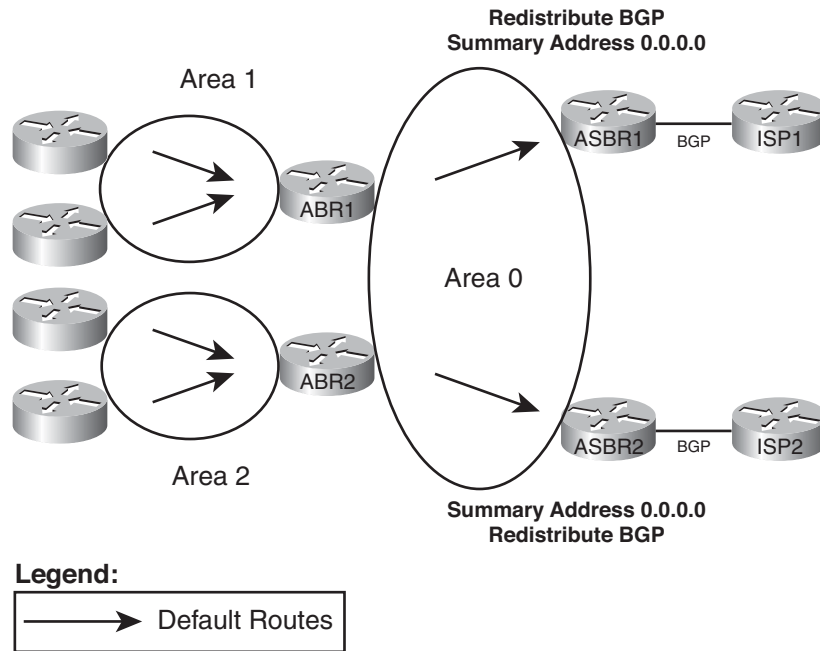 Redistribute BGP
Summary Address 0.0.0.0
Area 1
ASBR1
BGP
ISP1
ABR1
Area 0
ABR2
ASBR2
BGP
ISP2
Area 2
Summary Address 0.0.0.0
Redistribute BGP
Legend:
Default Routes